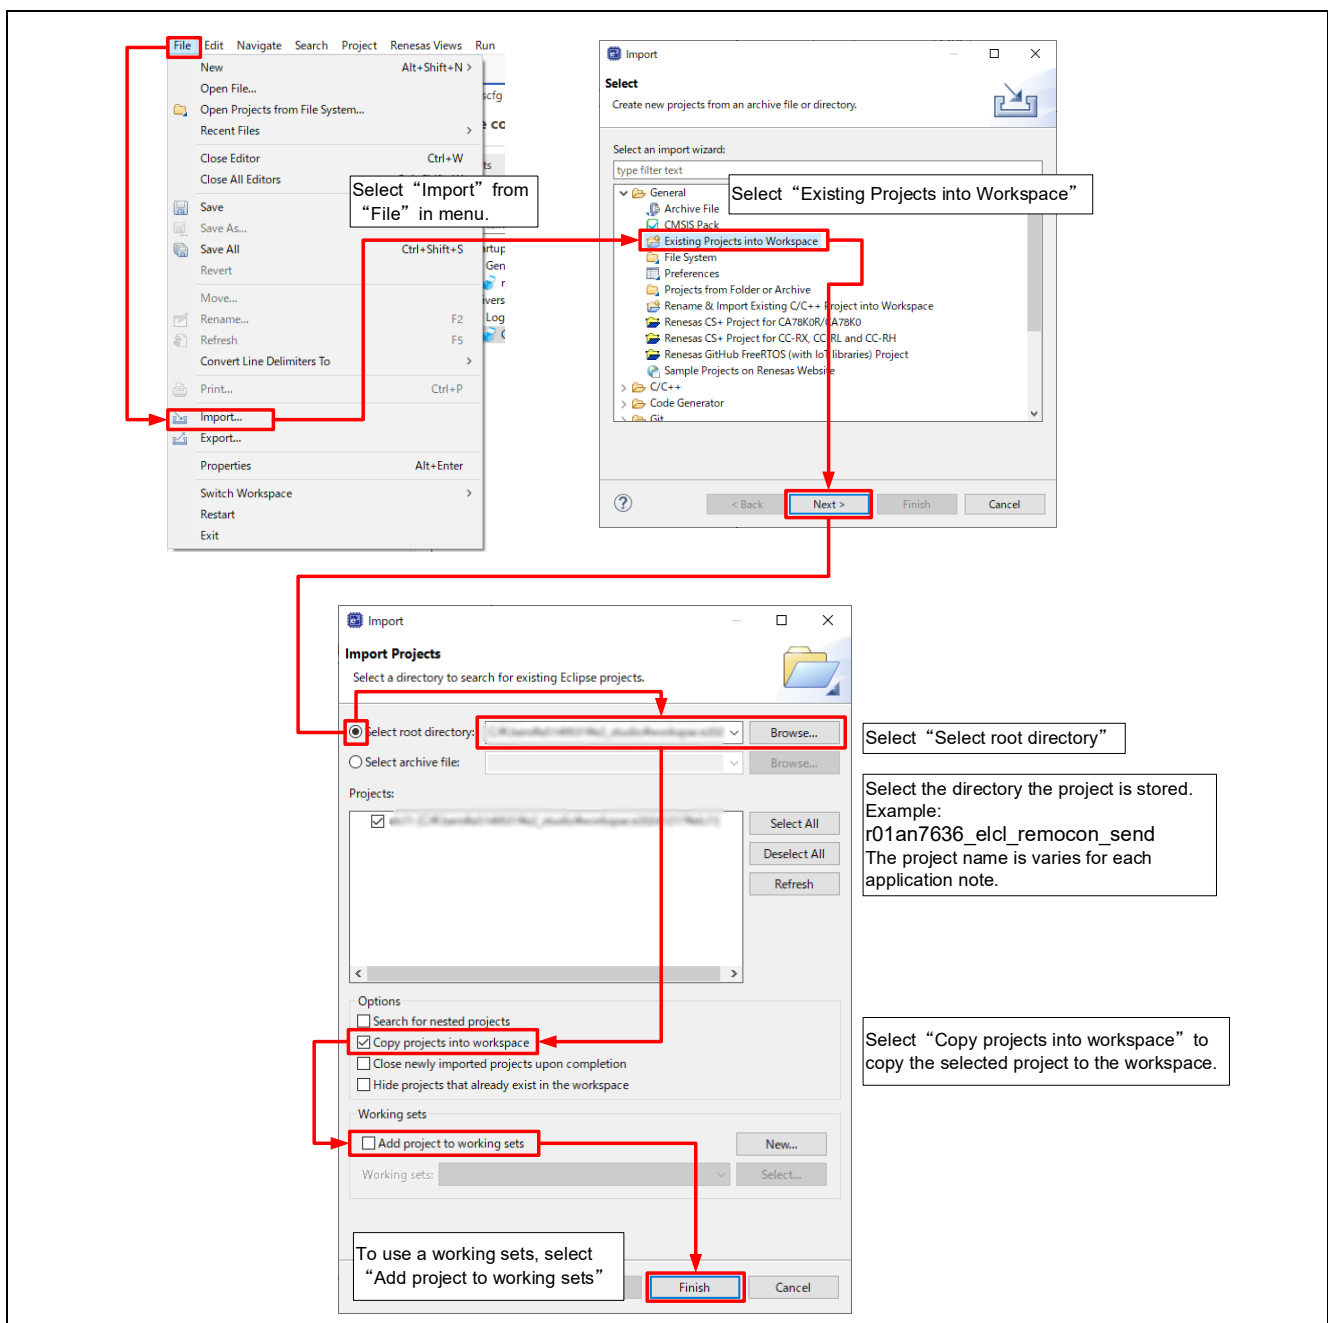 File Edit Navigate Search Project Renesas Views Run
New Alt+Shift+N >
Open File...
Open Projects from File System...
Recent Files >
Close Editor Ctrl+W
Close All Editors
Save
Save As...
Save All Ctrl+Shift+S
Revert
Move...
Rename... F2
Refresh F5
Convert Line Delimiters To >
Print... Ctrl+P
Import...
Export...
Properties Alt+Enter
Switch Workspace >
Restart
Exit
scfg
Select “Import” from
“File” in menu.
Import
Select
Create new projects from an archive file or directory.
Select an import wizard:
type filter text
General
Archive File
CMSIS Pack
Existing Projects into Workspace
File System
Preferences
Projects from Folder or Archive
Rename & Import Existing C/C++ Project into Workspace
Renesas CS+ Project for CA78K0R/CA78K0
Renesas CS+ Project for CC-RX, CC-RL and CC-RH
Renesas GitHub FreeRTOS (with IoT libraries) Project
Sample Projects on Renesas Website
C/C++
Code Generator
Git
Select “Existing Projects into Workspace”
< Back Next > Finish Cancel
Import
Import Projects
Select a directory to search for existing Eclipse projects.
Select root directory: Browse...
Select archive file: Browse...
Projects:
Select All
Deselect All
Refresh
Options
Search for nested projects
Copy projects into workspace
Close newly imported projects upon completion
Hide projects that already exist in the workspace
Working sets
Add project to working sets New...
Working sets: Select...
To use a working sets, select
“Add project to working sets”
Finish Cancel
Select “Select root directory”
Select the directory the project is stored.
Example:
r01an7636_elcl_remocon_send
The project name is varies for each
application note.
Select “Copy projects into workspace” to
copy the selected project to the workspace.